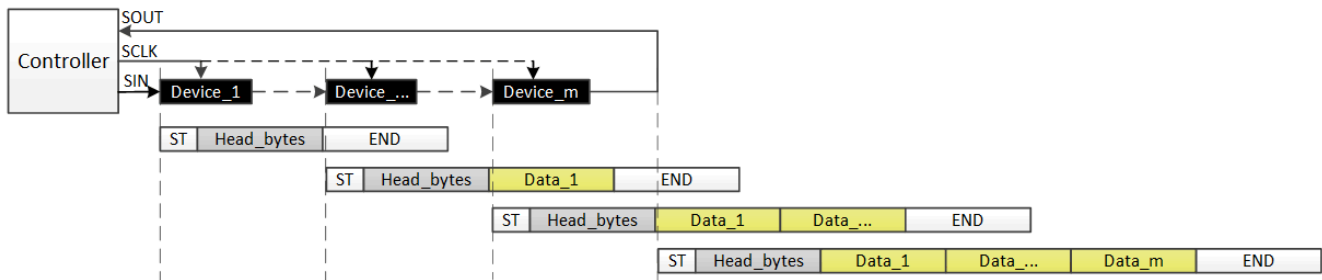 SOUT
Controller
SCLK
SIN
Device_1 Device_... Device_m
ST Head_bytes END
ST Head_bytes Data_1 END
ST Head_bytes Data_1 Data_... END
ST Head_bytes Data_1 Data_... Data_m END